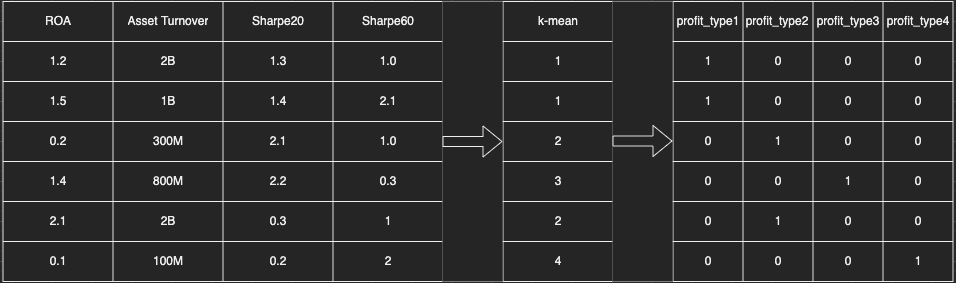 ROA Asset Turnover Sharpe20 Sharpe60 k-mean profit_type1 profit_type2 profit_type3 profit_type4
1.2 2B 1.3 1.0 1 1 0 0 0
1.5 1B 1.4 2.1 1 1 0 0 0
0.2 300M 2.1 1.0 2 0 1 0 0
1.4 800M 2.2 0.3 3 0 0 1 0
2.1 2B 0.3 1 2 0 1 0 0
0.1 100M 0.2 2 4 0 0 0 1